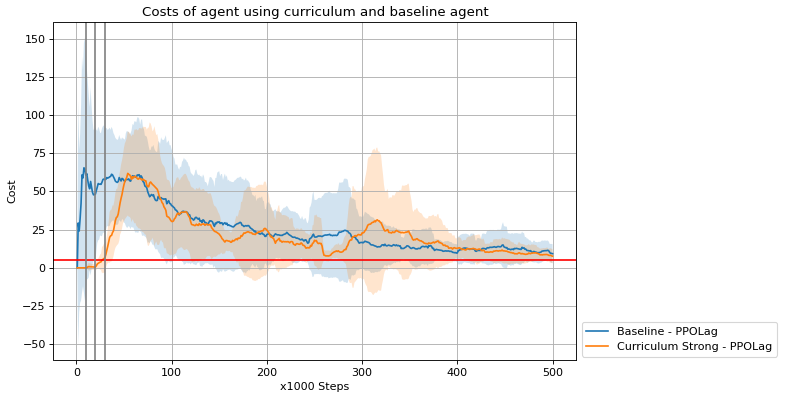 Costs of agent using curriculum and baseline agent
150
125
100
75
50
25
0
−25
−50
Cost
0 100 200 300 400 500
x1000 Steps
Baseline - PPOLag
Curriculum Strong - PPOLag